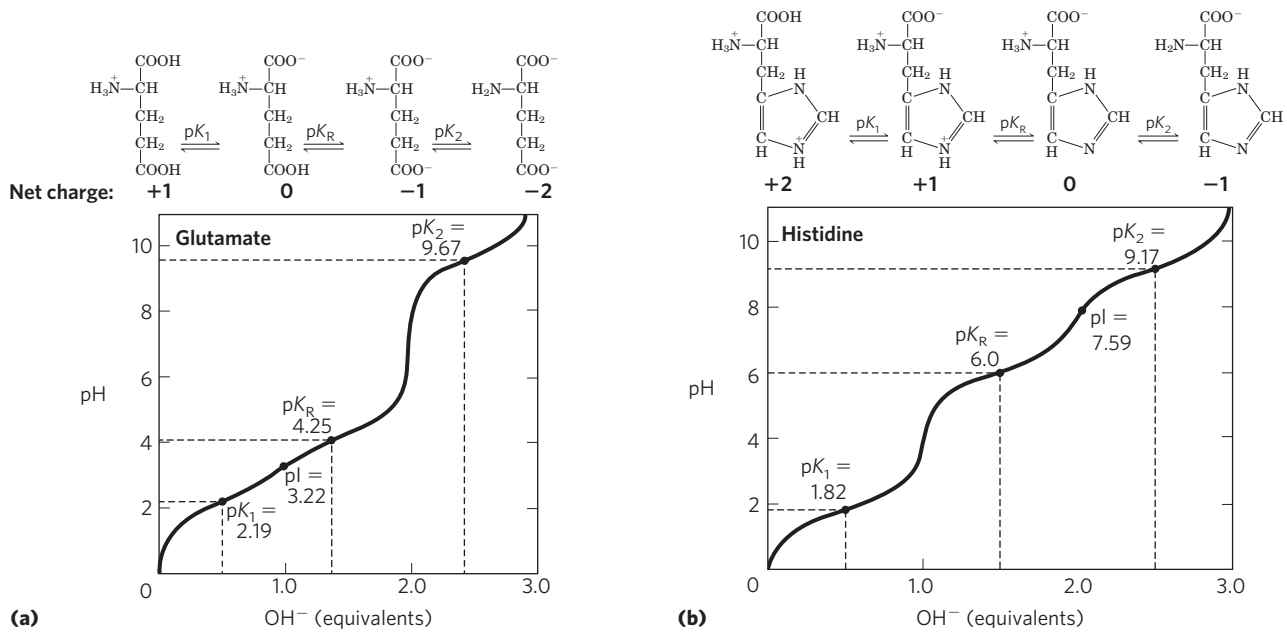 COOH
H₃N⁺—CH
CH₂
CH₂
COOH
pK₁
COO⁻
H₃N⁺—CH
CH₂
CH₂
COOH
pKR
COO⁻
H₃N⁺—CH
CH₂
CH₂
COO⁻
pK₂
COO⁻
H₂N—CH
CH₂
CH₂
COO⁻
Net charge: +1 0 −1 −2
Glutamate
pK₂ =
9.67
pKR =
4.25
pI =
3.22
pK₁ =
2.19
pH
10
8
6
4
2
0
1.0 2.0 3.0
OH⁻ (equivalents)
(a)
COOH
H₃N⁺—CH
CH₂ H
C N
CH
C N⁺
H H
pK₁
COO⁻
H₃N⁺—CH
CH₂ H
C N
CH
C N⁺
H H
pKR
COO⁻
H₃N⁺—CH
CH₂ H
C N
CH
C N
H
pK₂
COO⁻
H₂N—CH
CH₂ H
C N
CH
C N
H
+2 +1 0 −1
Histidine
pK₂ =
9.17
pI =
7.59
pKR =
6.0
pK₁ =
1.82
pH
10
8
6
4
2
0
0 1.0 2.0 3.0
OH⁻ (equivalents)
(b)